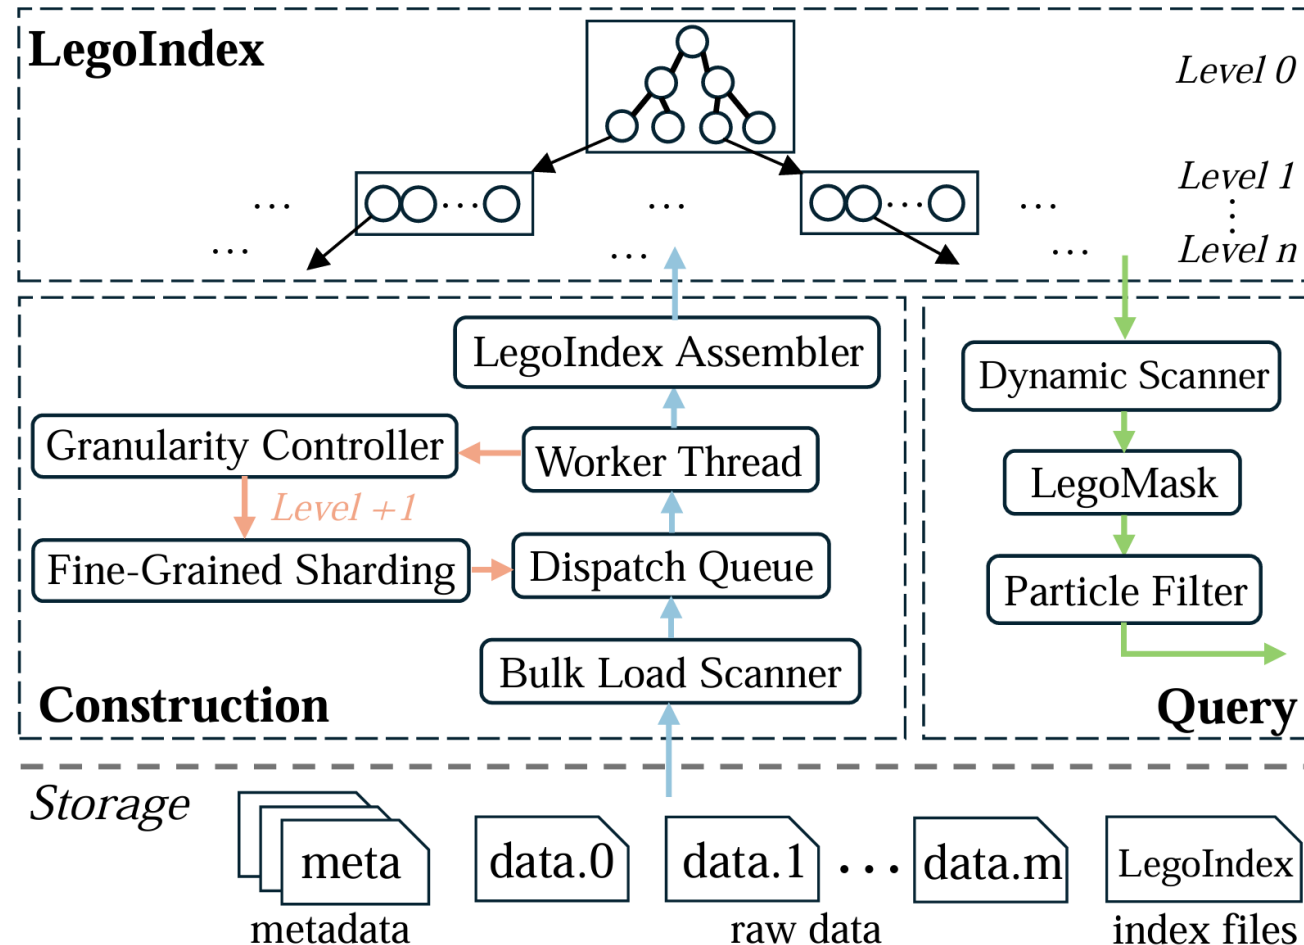 LegoIndex
Level 0
Level 1
...
...
...
...
...
...
⋮
...
...
...
Level n
LegoIndex Assembler
Dynamic Scanner
Granularity Controller
Worker Thread
LegoMask
Level +1
Fine-Grained Sharding
Dispatch Queue
Particle Filter
Bulk Load Scanner
Construction
Query
Storage
meta
data.0
data.1
...
data.m
LegoIndex
metadata
raw data
index files